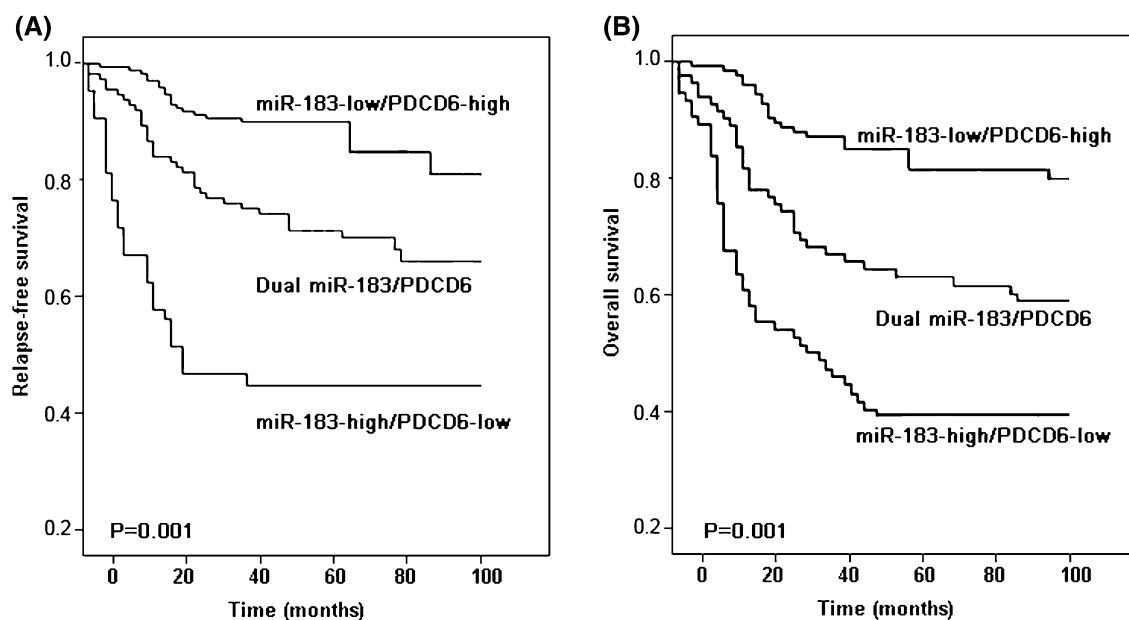 (A)
Relapse-free survival
1.0
0.8
0.6
0.4
0.2
miR-183-low/PDCD6-high
Dual miR-183/PDCD6
miR-183-high/PDCD6-low
P=0.001
0 20 40 60 80 100
Time (months)
(B)
Overall survival
1.0
0.8
0.6
0.4
0.2
miR-183-low/PDCD6-high
Dual miR-183/PDCD6
miR-183-high/PDCD6-low
P=0.001
0 20 40 60 80 100
Time (months)